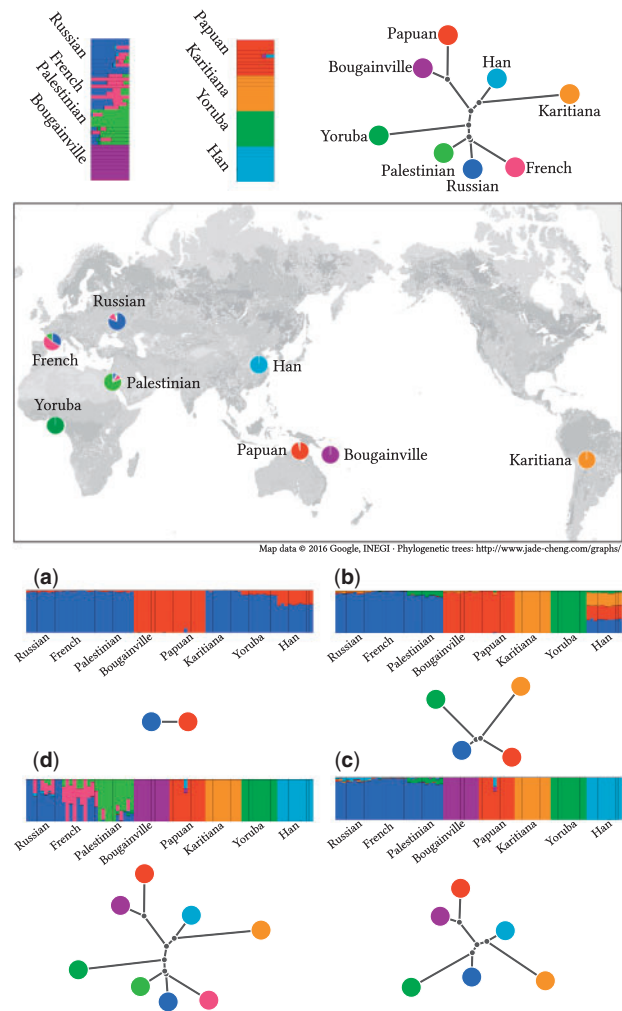 Russian
French
Palestinian
Bougainville
Papuan
Karitiana
Yoruba
Han
Papuan
Bougainville
Han
Karitiana
Yoruba
Palestinian
Russian
French
Russian
French
Palestinian
Han
Yoruba
Papuan
Bougainville
Karitiana
Map data © 2016 Google, INEGI · Phylogenetic trees: http://www.jade-cheng.com/graphs/
(a)
Russian French Palestinian Bougainville Papuan Karitiana Yoruba Han
(b)
Russian French Palestinian Bougainville Papuan Karitiana Yoruba Han
(d)
Russian French Palestinian Bougainville Papuan Karitiana Yoruba Han
(c)
Russian French Palestinian Bougainville Papuan Karitiana Yoruba Han